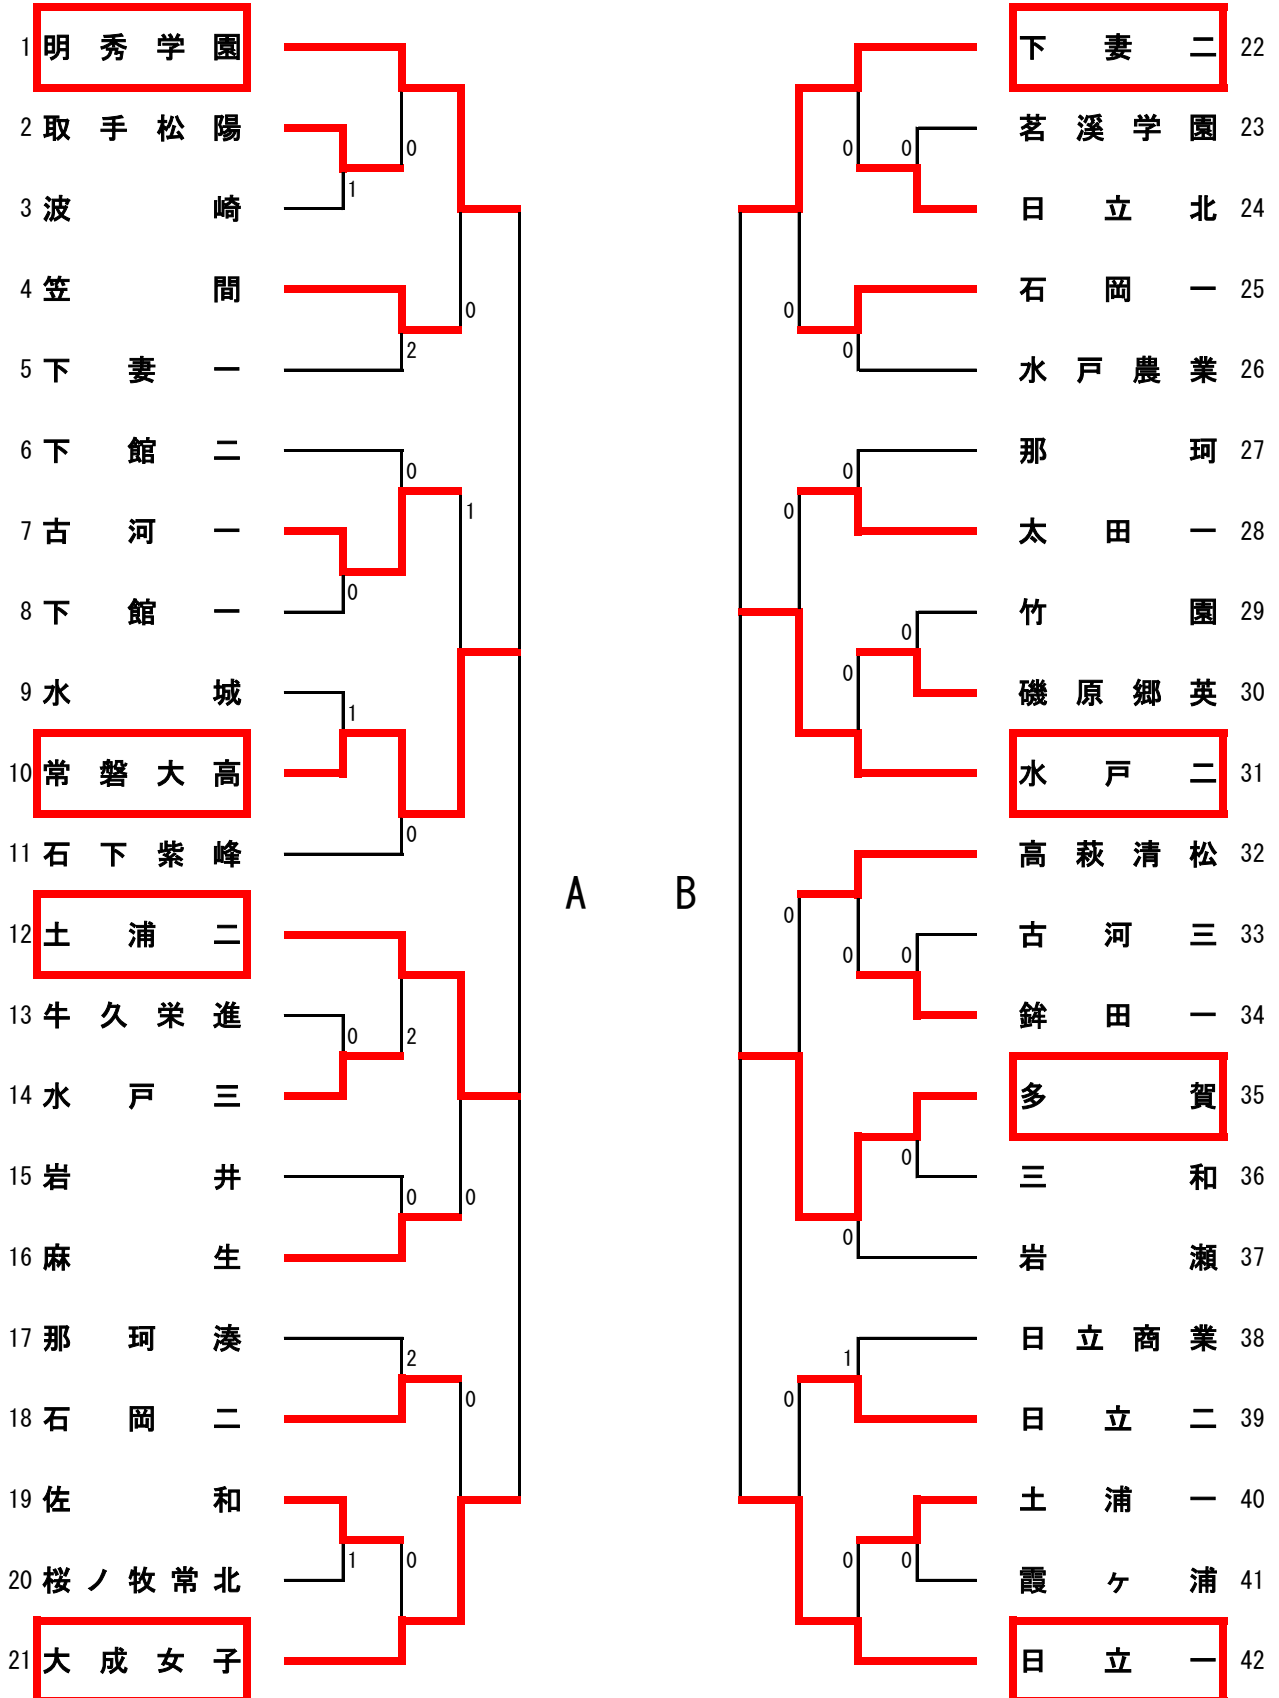 1 明秀学園
2 取手松陽
3 波崎
4 笠間
5 下妻一
6 下館二
7 古河一
8 下館一
9 水城
10 常磐大高
11 石下紫峰
12 土浦二
13 牛久栄進
14 水戸三
15 岩井
16 麻生
17 那珂湊
18 石岡二
19 佐和
20 桜ノ牧常北
21 大成女子
0
1
0
2
0
1
0
1
0
0
2
0
0
2
0
1
0
A B
下妻二 22
茗溪学園 23
日立北 24
石岡一 25
水戸農業 26
那珂 27
太田一 28
竹園 29
磯原郷英 30
水戸二 31
高萩清松 32
古河三 33
鉾田一 34
多賀 35
三和 36
岩瀬 37
日立商業 38
日立二 39
土浦一 40
霞ヶ浦 41
日立一 42
0 0
0
0
0
0
0
0
0
0 0
0
0
1
0
0 0